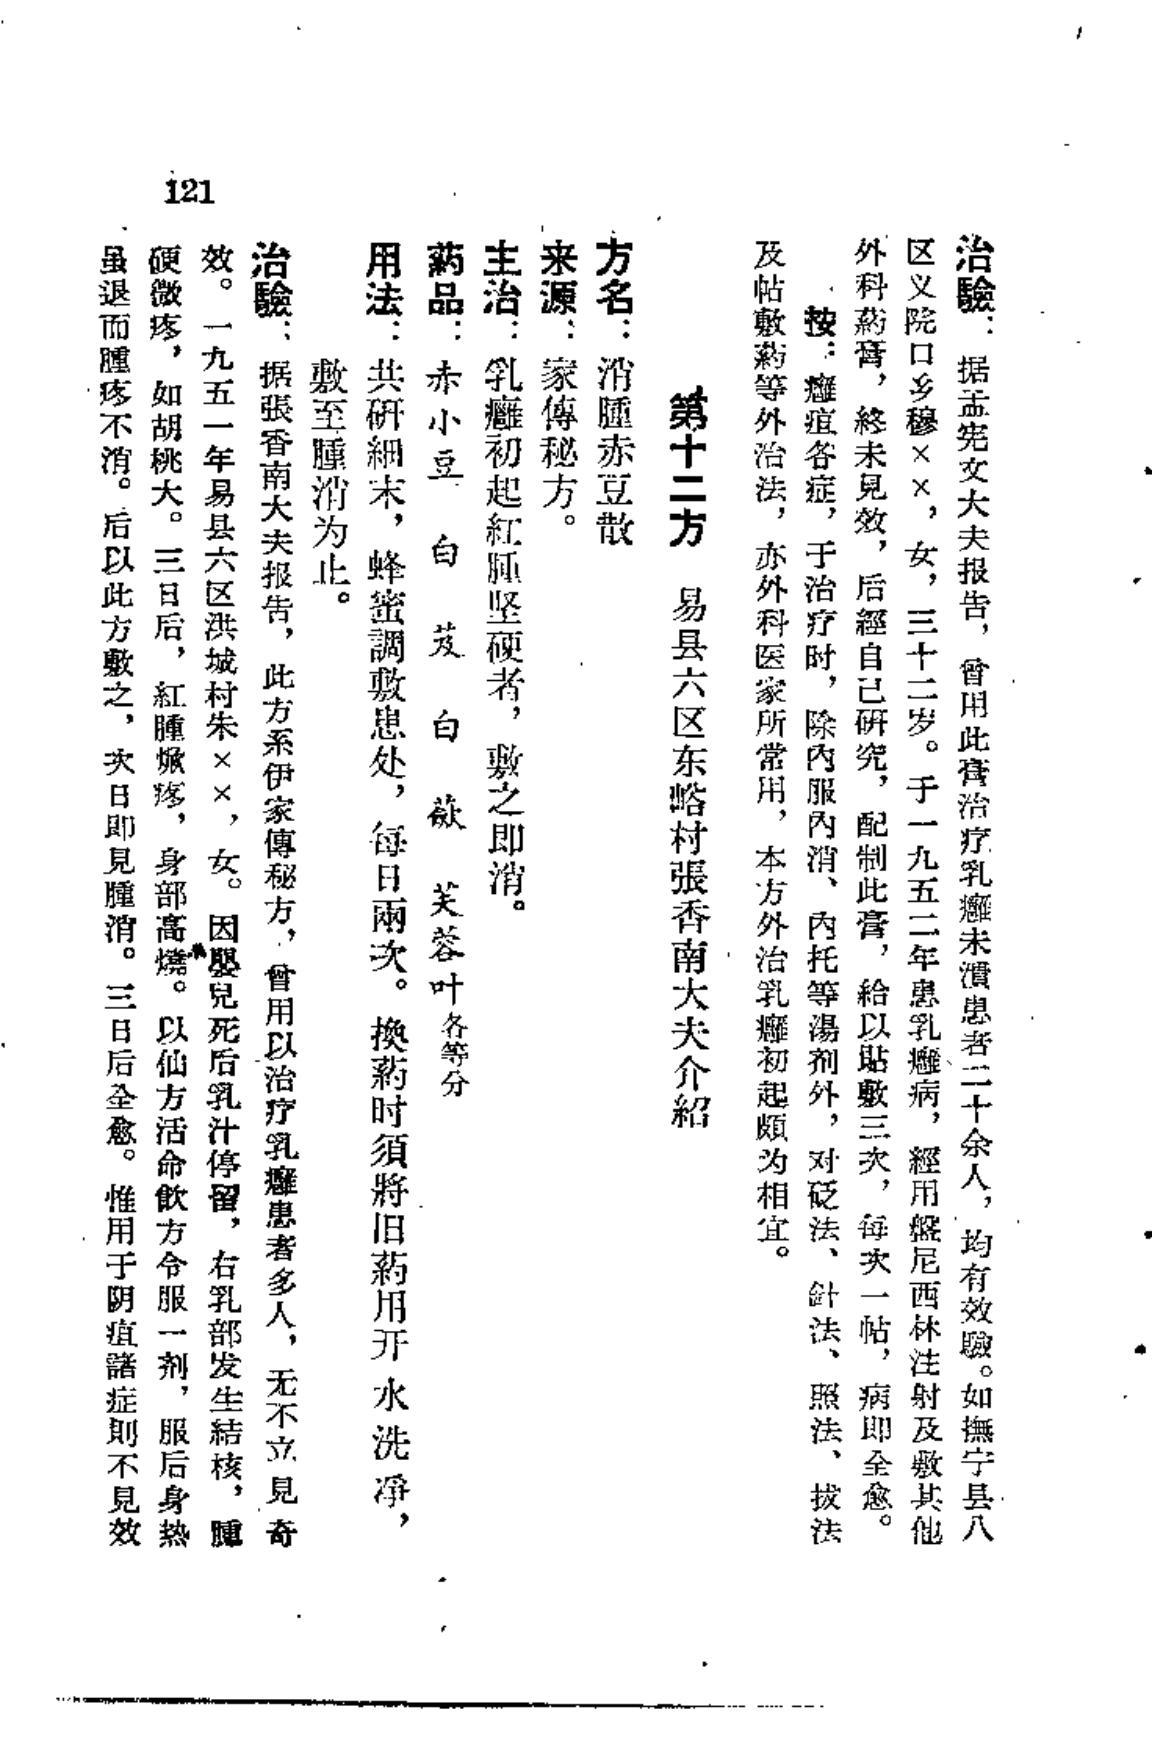 治驗：据孟宪文大夫报告，曾用此膏治疗乳癰未潰患者二十余人，均有效驗。如撫宁县八
区义院口乡穆××，女，三十二岁。于一九五二年患乳癰病，經用盤尼西林注射及敷其他
外科葯膏，終未見效，后經自己硏究，配制此膏，給以貼敷三次，每次一帖，病即全愈。
按：癰疽各症，于治疗时，除內服內消、內托等湯剂外，对砭法、針法、照法、拔法
及帖敷葯等外治法，亦外科医家所常用，本方外治乳癰初起頗为相宜。
第十二方　易县六区东峪村張香南大夫介紹
方名：消腫赤豆散
来源：家傳秘方。
主治：乳癰初起紅腫坚硬者，敷之即消。
葯品：赤小豆　白芨　白蔹　芙蓉叶各等分
用法：共研細末，蜂蜜調敷患处，每日兩次。換葯时須將旧葯用开水洗凈，
敷至腫消为止。
治驗：据張香南大夫报告，此方系伊家傳秘方，曾用以治疗乳癰患者多人，无不立見奇
效。一九五一年易县六区洪城村朱××，女。因嬰兒死后乳汁停留，右乳部发生結核，腫
硬微疼，如胡桃大。三日后，紅腫焮疼，身部高燒。以仙方活命飲方令服一剂，服后身热
虽退而腫疼不消。后以此方敷之，次日即見腫消。三日后全愈。惟用于阴疽諸症則不見效
121